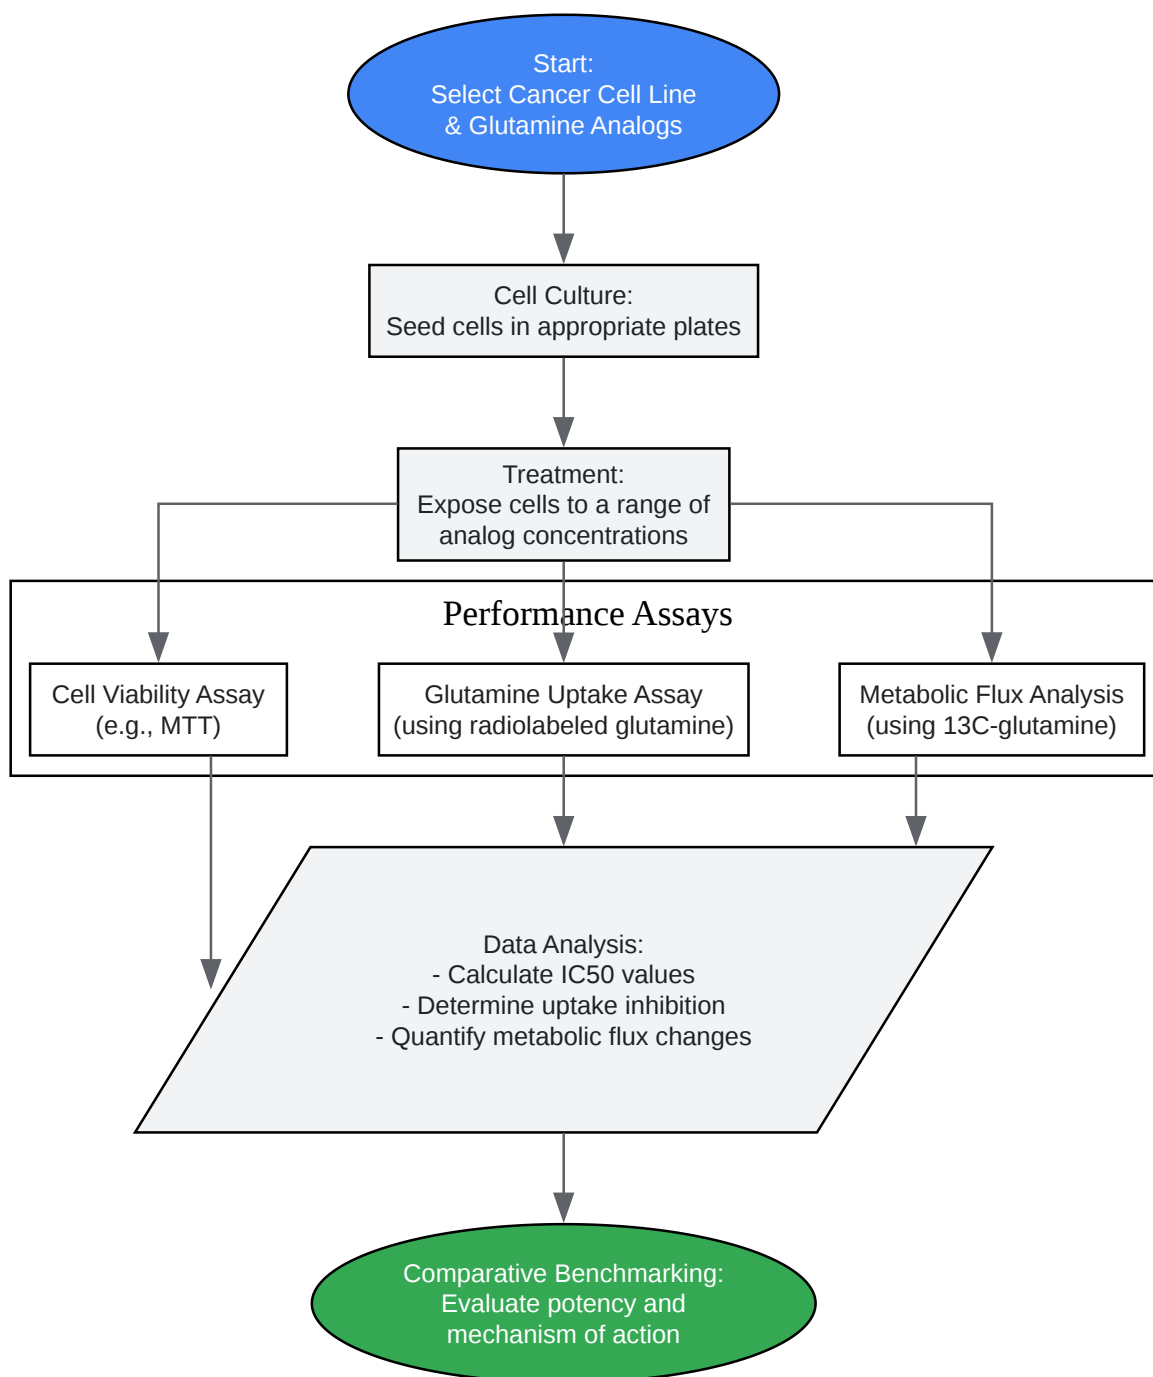 Start:
Select Cancer Cell Line
& Glutamine Analogs
Cell Culture:
Seed cells in appropriate plates
Treatment:
Expose cells to a range of
analog concentrations
Performance Assays
Cell Viability Assay
(e.g., MTT)
Glutamine Uptake Assay
(using radiolabeled glutamine)
Metabolic Flux Analysis
(using 13C-glutamine)
Data Analysis:
- Calculate IC50 values
- Determine uptake inhibition
- Quantify metabolic flux changes
Comparative Benchmarking:
Evaluate potency and
mechanism of action